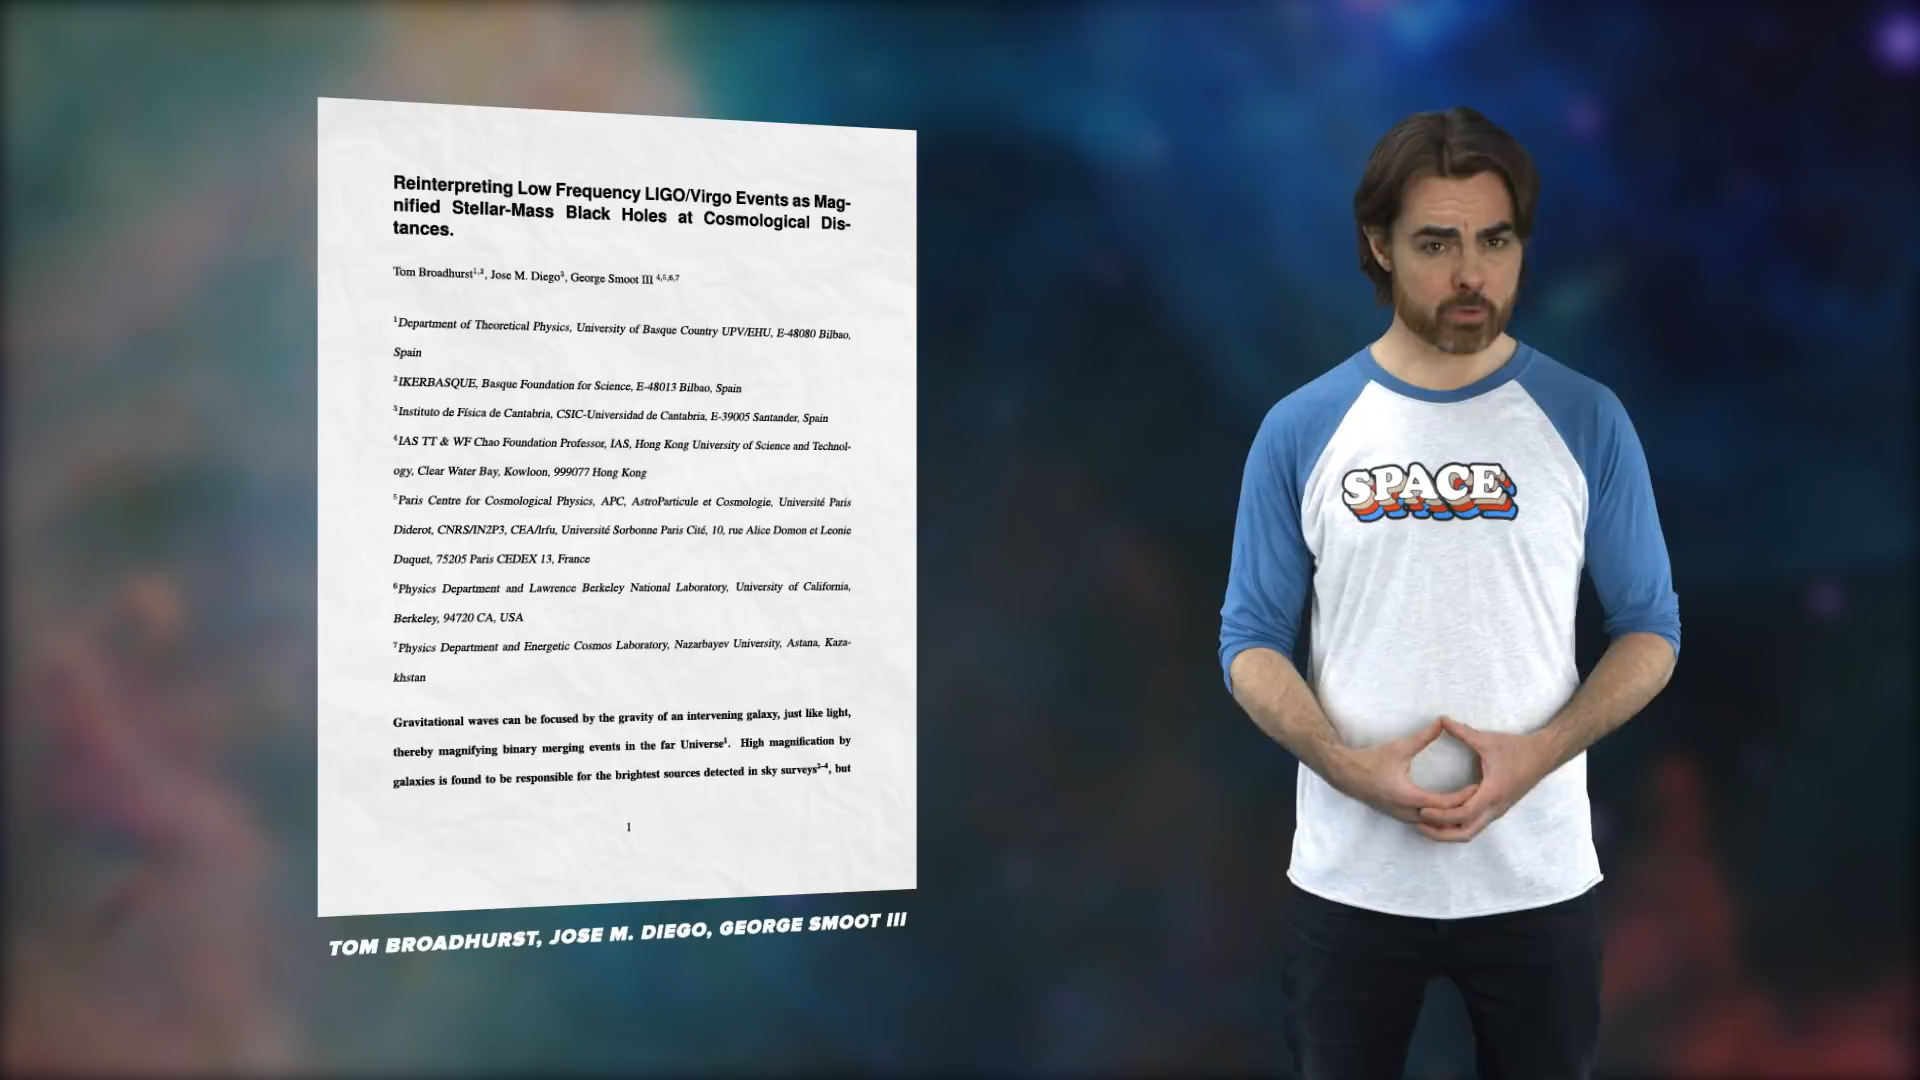 Reinterpreting Low Frequency LIGO/Virgo Events as Mag-
nified Stellar-Mass Black Holes at Cosmological Dis-
tances.
Tom Broadhurst1,2, Jose M. Diego3, George Smoot III 4,5,6,7
1Department of Theoretical Physics, University of Basque Country UPV/EHU, E-48080 Bilbao,
Spain
2IKERBASQUE, Basque Foundation for Science, E-48013 Bilbao, Spain
3Instituto de Física de Cantabria, CSIC-Universidad de Cantabria, E-39005 Santander, Spain
4IAS TT & WF Chao Foundation Professor, IAS, Hong Kong University of Science and Technol-
ogy, Clear Water Bay, Kowloon, 999077 Hong Kong
5Paris Centre for Cosmological Physics, APC, AstroParticule et Cosmologie, Université Paris
Diderot, CNRS/IN2P3, CEA/lrfu, Université Sorbonne Paris Cité, 10, rue Alice Domon et Leonie
Duquet, 75205 Paris CEDEX 13, France
6Physics Department and Lawrence Berkeley National Laboratory, University of California,
Berkeley, 94720 CA, USA
7Physics Department and Energetic Cosmos Laboratory, Nazarbayev University, Astana, Kaza-
khstan
Gravitational waves can be focused by the gravity of an intervening galaxy, just like light,
thereby magnifying binary merging events in the far Universe1. High magnification by
galaxies is found to be responsible for the brightest sources detected in sky surveys2–4, but
1
TOM BROADHURST, JOSE M. DIEGO, GEORGE SMOOT III
SPACE